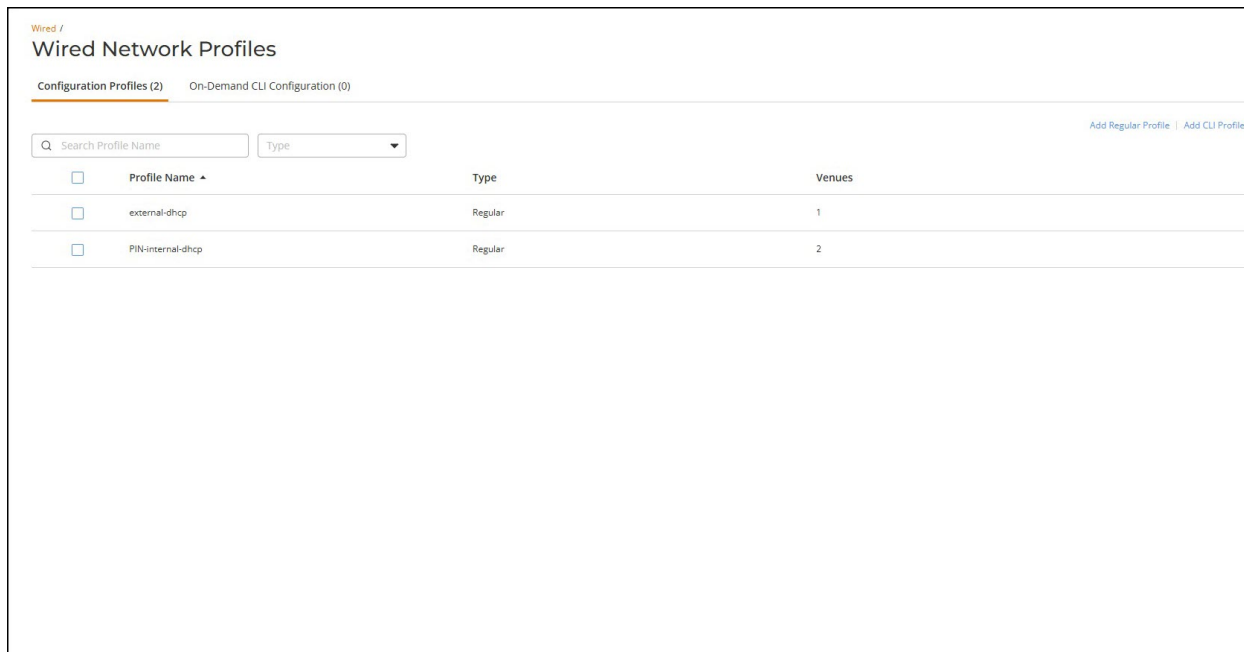 Wired /
Wired Network Profiles
Configuration Profiles (2) On-Demand CLI Configuration (0)
Add Regular Profile | Add CLI Profile
Search Profile Name Type
Profile Name Type Venues
external-dhcp Regular 1
PIN-internal-dhcp Regular 2